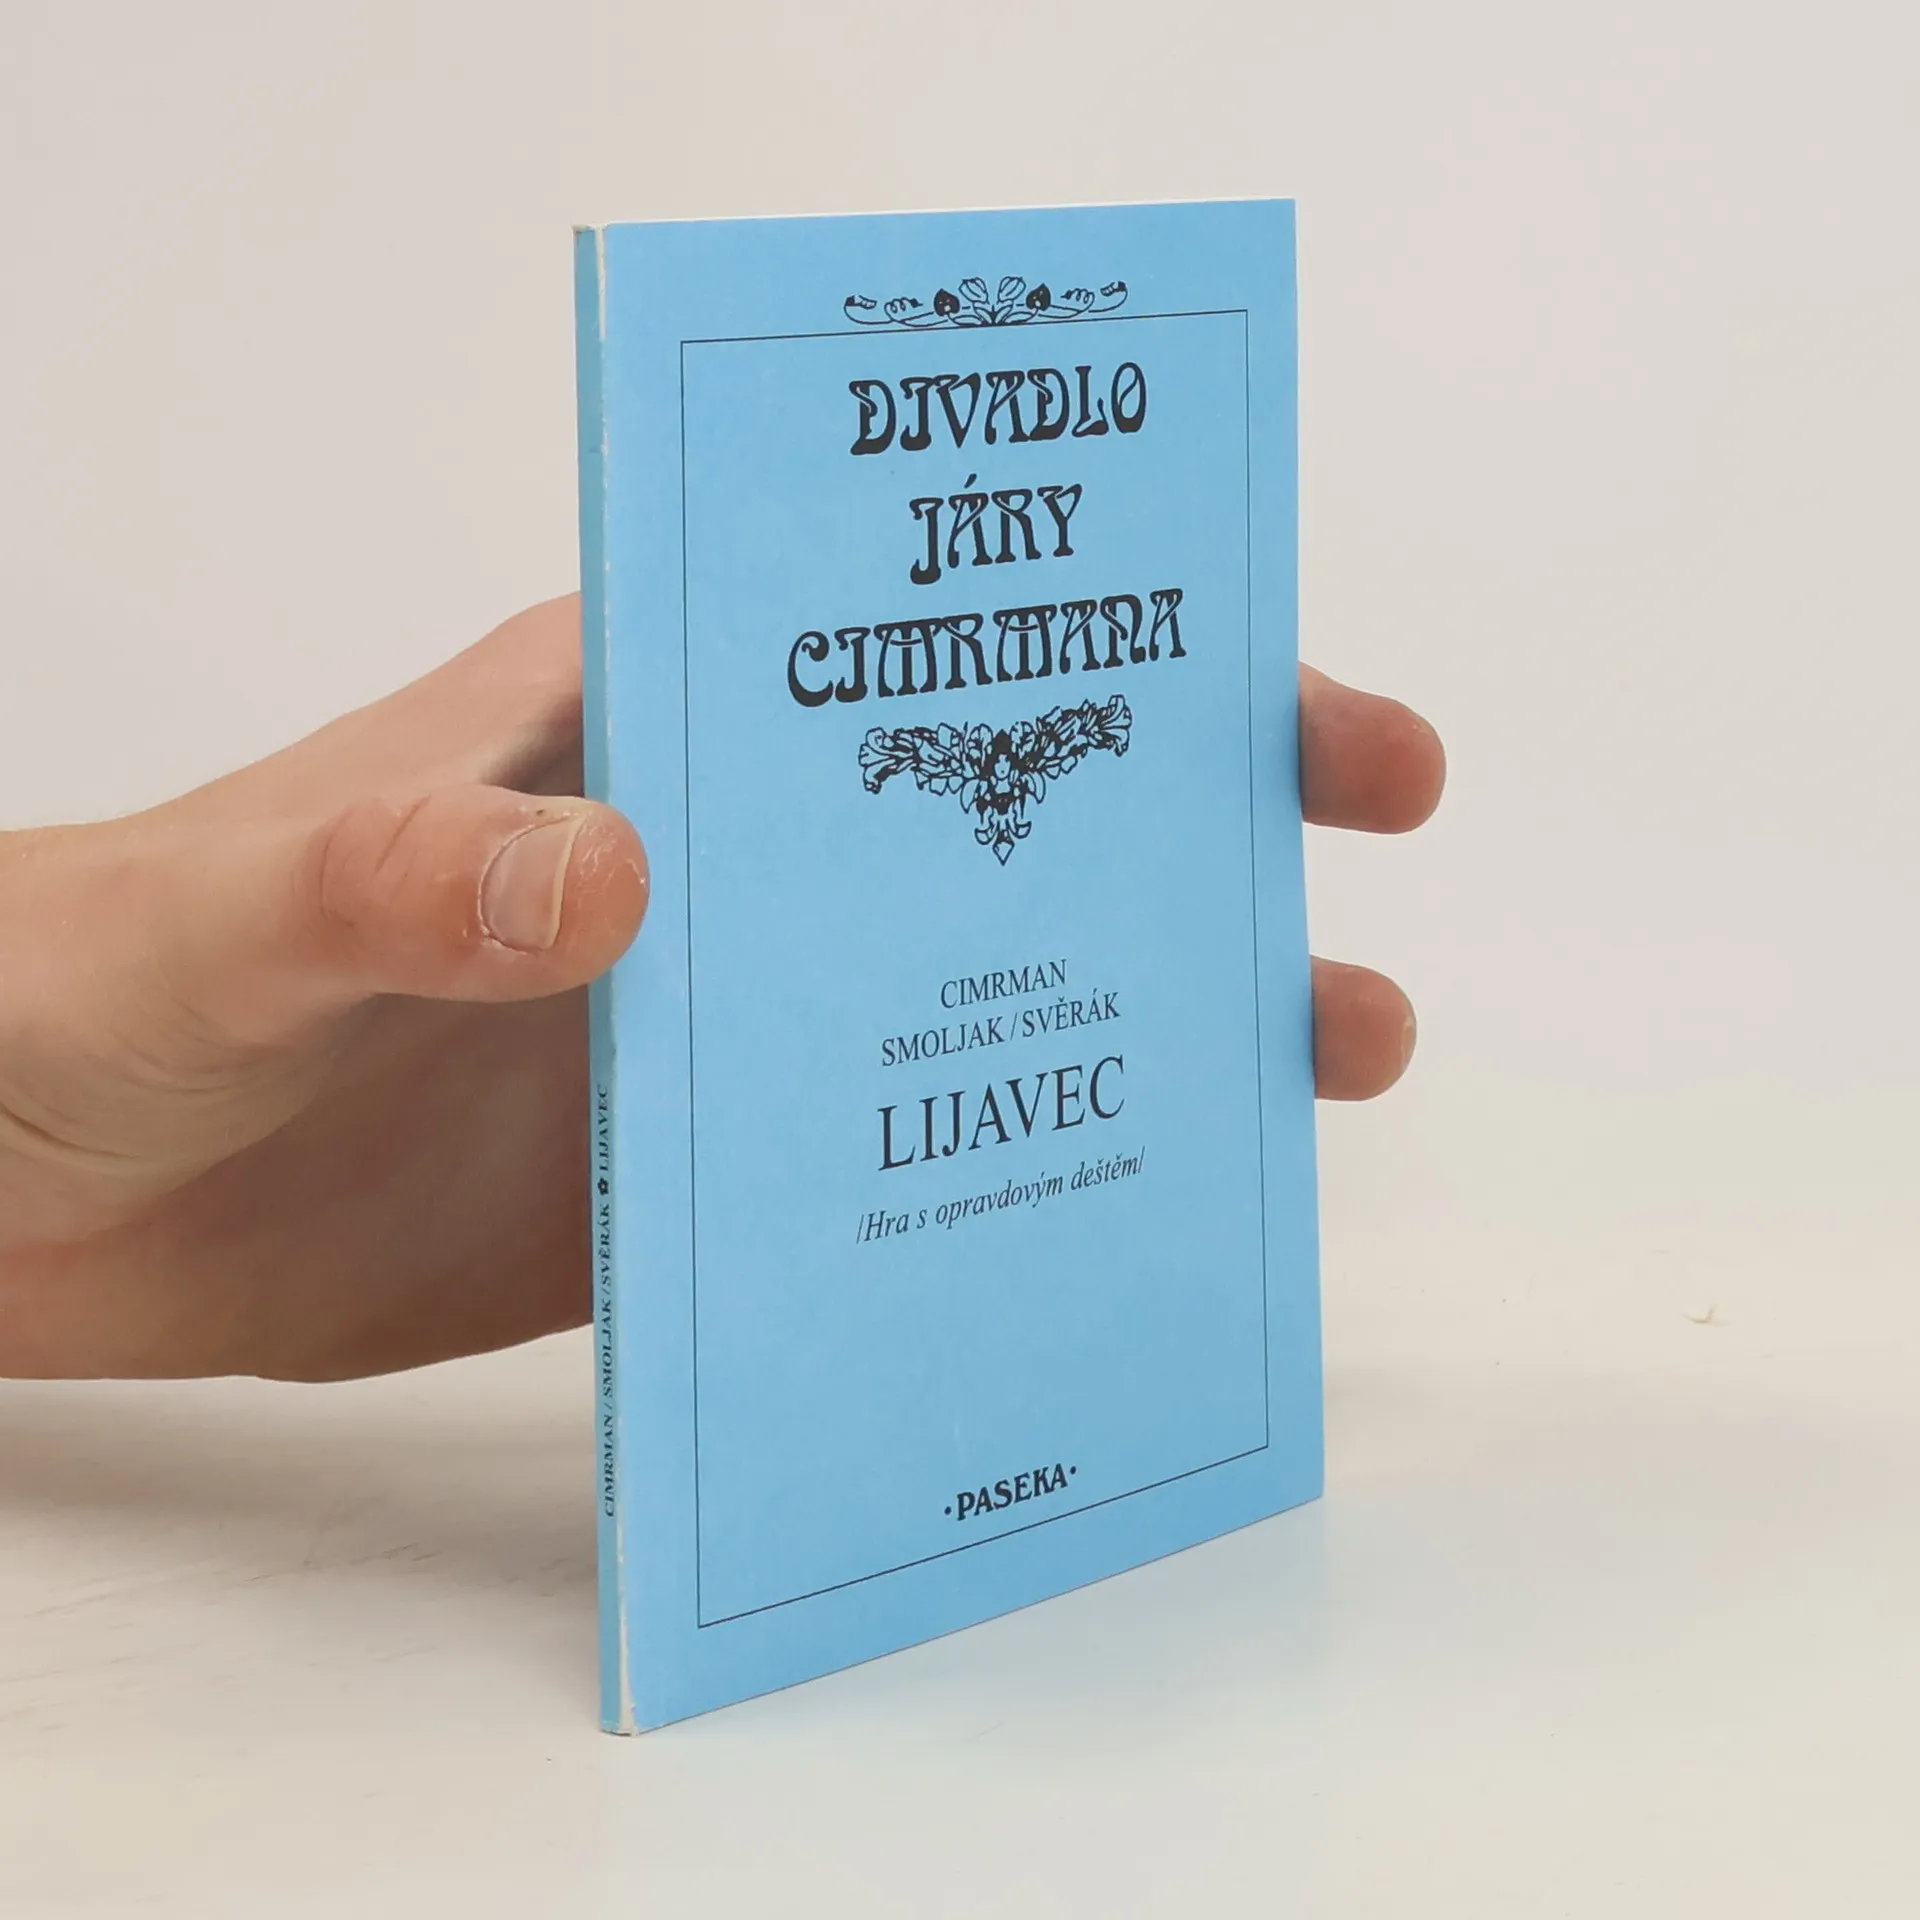 DIVADLO
JÁRY
CIMRMANA
CIMRMAN
SMOLJAK/SVĚRÁK
LIJAVEC
/Hra s opravdovým deštěm/
·PASEKA·
CIMRMAN / SMOLJAK/SVĚRÁK ✿ LIJAVEC